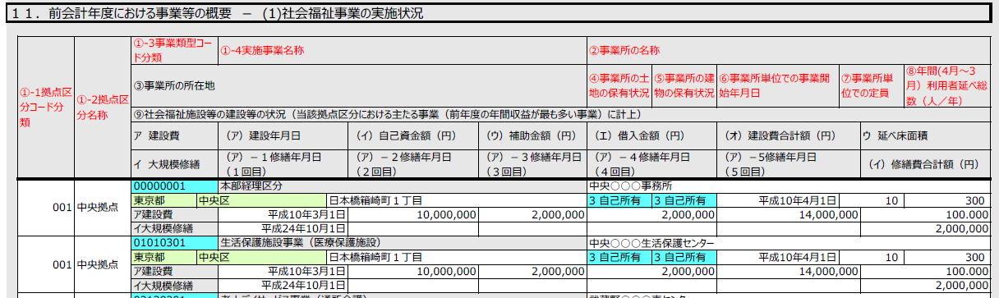 １１．前会計年度における事業等の概要 － (1)社会福祉事業の実施状況
①-1拠点区分コード分類
①-2拠点区分名称
①-3事業類型コード分類
①-4実施事業名称
②事業所の名称
③事業所の所在地
④事業所の土地の保有状況
⑤事業所の建物の保有状況
⑥事業所単位での事業開始年月日
⑦事業所単位での定員
⑧年間(4月～3月）利用者延べ総数（人／年）
⑨社会福祉施設等の建設等の状況（当該拠点区分における主たる事業（前年度の年間収益が最も多い事業）に計上）
ア 建設費
（ア）建設年月日
（イ）自己資金額（円）
（ウ）補助金額（円）
（エ）借入金額（円）
（オ）建設費合計額（円）
ウ 延べ床面積
イ 大規模修繕
（ア）－１修繕年月日（１回目）
（ア）－２修繕年月日（２回目）
（ア）－３修繕年月日（３回目）
（ア）－４修繕年月日（４回目）
（ア）－5修繕年月日（５回目）
（イ）修繕費合計額（円）
001 中央拠点
00000001 本部経理区分 中央○○○事務所
東京都 中央区 日本橋箱崎町１丁目 3 自己所有 3 自己所有 平成10年4月1日 10 300
ア建設費 平成10年3月1日 10,000,000 2,000,000 2,000,000 14,000,000 100.000
イ大規模修繕 平成24年10月1日 2,000,000
001 中央拠点
01010301 生活保護施設事業（医療保護施設） 中央○○○生活保護センター
東京都 中央区 日本橋箱崎町１丁目 3 自己所有 3 自己所有 平成10年4月1日 10 300
ア建設費 平成10年3月1日 10,000,000 2,000,000 2,000,000 14,000,000 100.000
イ大規模修繕 平成24年10月1日 2,000,000